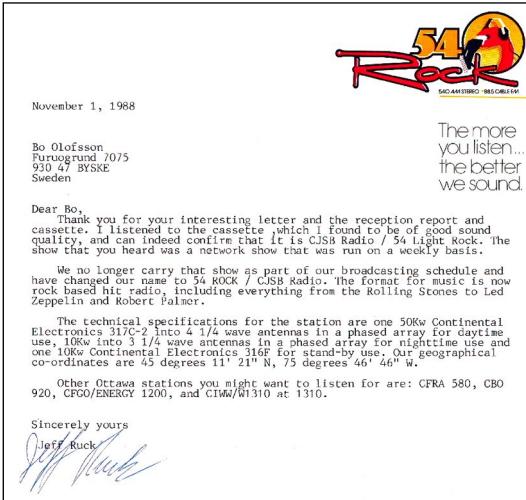 54
Rock
540 AM STEREO • 88.5 CABLE FM
November 1, 1988
The more
you listen...
the better
we sound.
Bo Olofsson
Furuogrund 7075
930 47 BYSKE
Sweden
Dear Bo,
Thank you for your interesting letter and the reception report and
cassette. I listened to the cassette ,which I found to be of good sound
quality, and can indeed confirm that it is CJSB Radio / 54 Light Rock. The
show that you heard was a network show that was run on a weekly basis.
We no longer carry that show as part of our broadcasting schedule and
have changed our name to 54 ROCK / CJSB Radio. The format for music is now
rock based hit radio, including everything from the Rolling Stones to Led
Zeppelin and Robert Palmer.
The technical specifications for the station are one 50Kw Continental
Electronics 317C-2 into 4 1/4 wave antennas in a phased array for daytime
use, 10Kw into 3 1/4 wave antennas in a phased array for nighttime use and
one 10Kw Continental Electronics 316F for stand-by use. Our geographical
co-ordinates are 45 degrees 11' 21" N, 75 degrees 46' 46" W.
Other Ottawa stations you might want to listen for are: CFRA 580, CBO
920, CFGO/ENERGY 1200, and CIWW/W1310 at 1310.
Sincerely yours
Jeff Ruck
Jeff Ruck